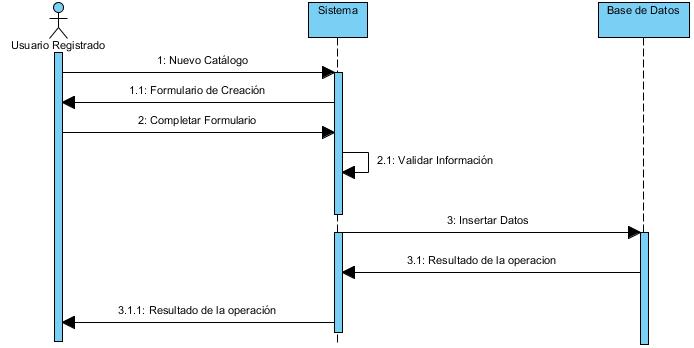 Sistema
Base de Datos
Usuario Registrado
1: Nuevo Catálogo
1.1: Formulario de Creación
2: Completar Formulario
2.1: Validar Información
3: Insertar Datos
3.1: Resultado de la operacion
3.1.1: Resultado de la operación